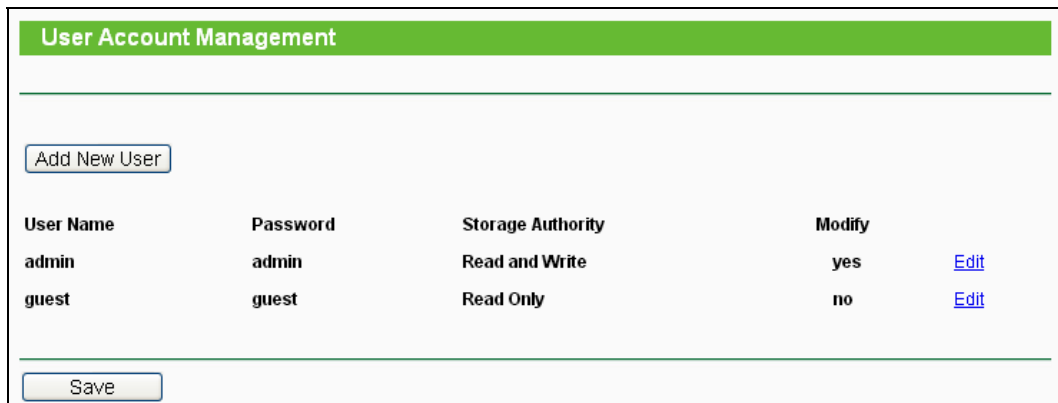 User Account Management
Add New User
User Name Password Storage Authority Modify
admin admin Read and Write yes Edit
guest guest Read Only no Edit
Save